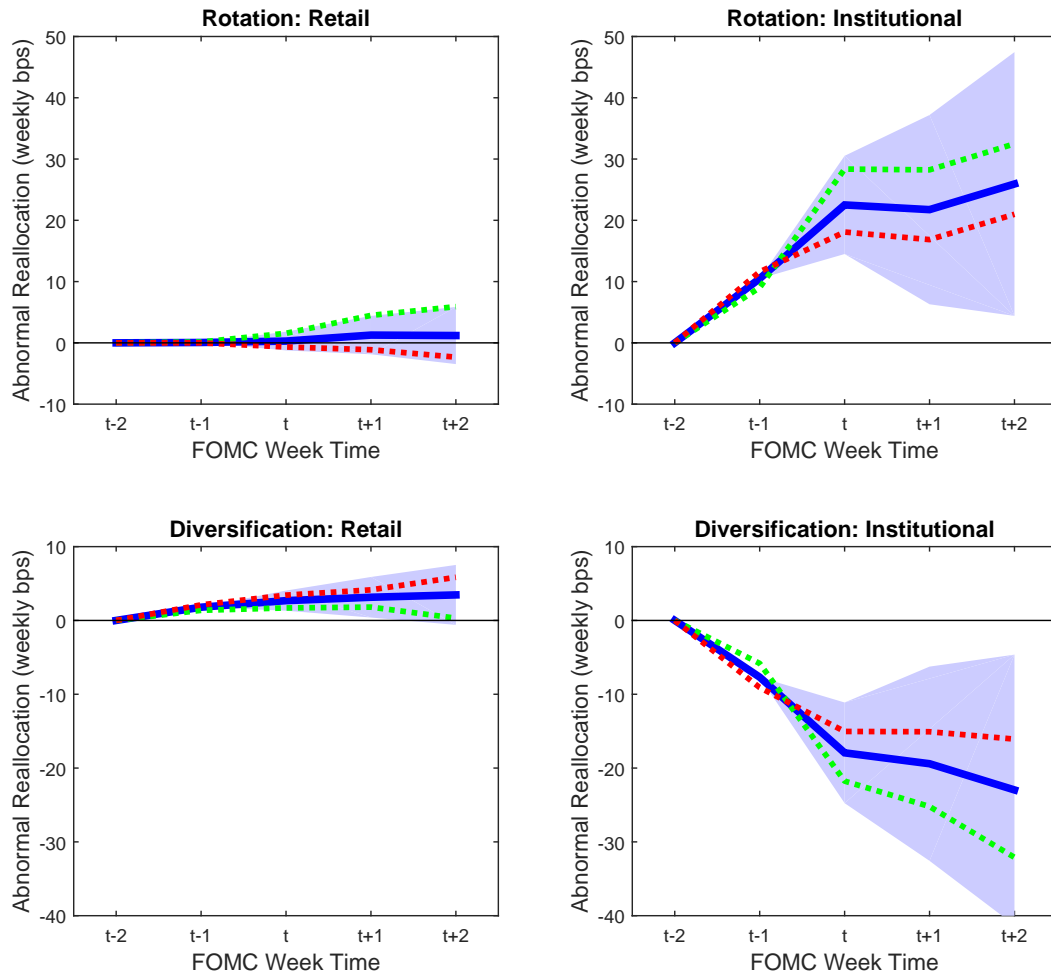 Rotation: Retail
Abnormal Reallocation (weekly bps)
50
40
30
20
10
0
-10
t-2 t-1 t t+1 t+2
FOMC Week Time
Rotation: Institutional
Abnormal Reallocation (weekly bps)
50
40
30
20
10
0
-10
t-2 t-1 t t+1 t+2
FOMC Week Time
Diversification: Retail
Abnormal Reallocation (weekly bps)
10
0
-10
-20
-30
-40
t-2 t-1 t t+1 t+2
FOMC Week Time
Diversification: Institutional
Abnormal Reallocation (weekly bps)
10
0
-10
-20
-30
-40
t-2 t-1 t t+1 t+2
FOMC Week Time